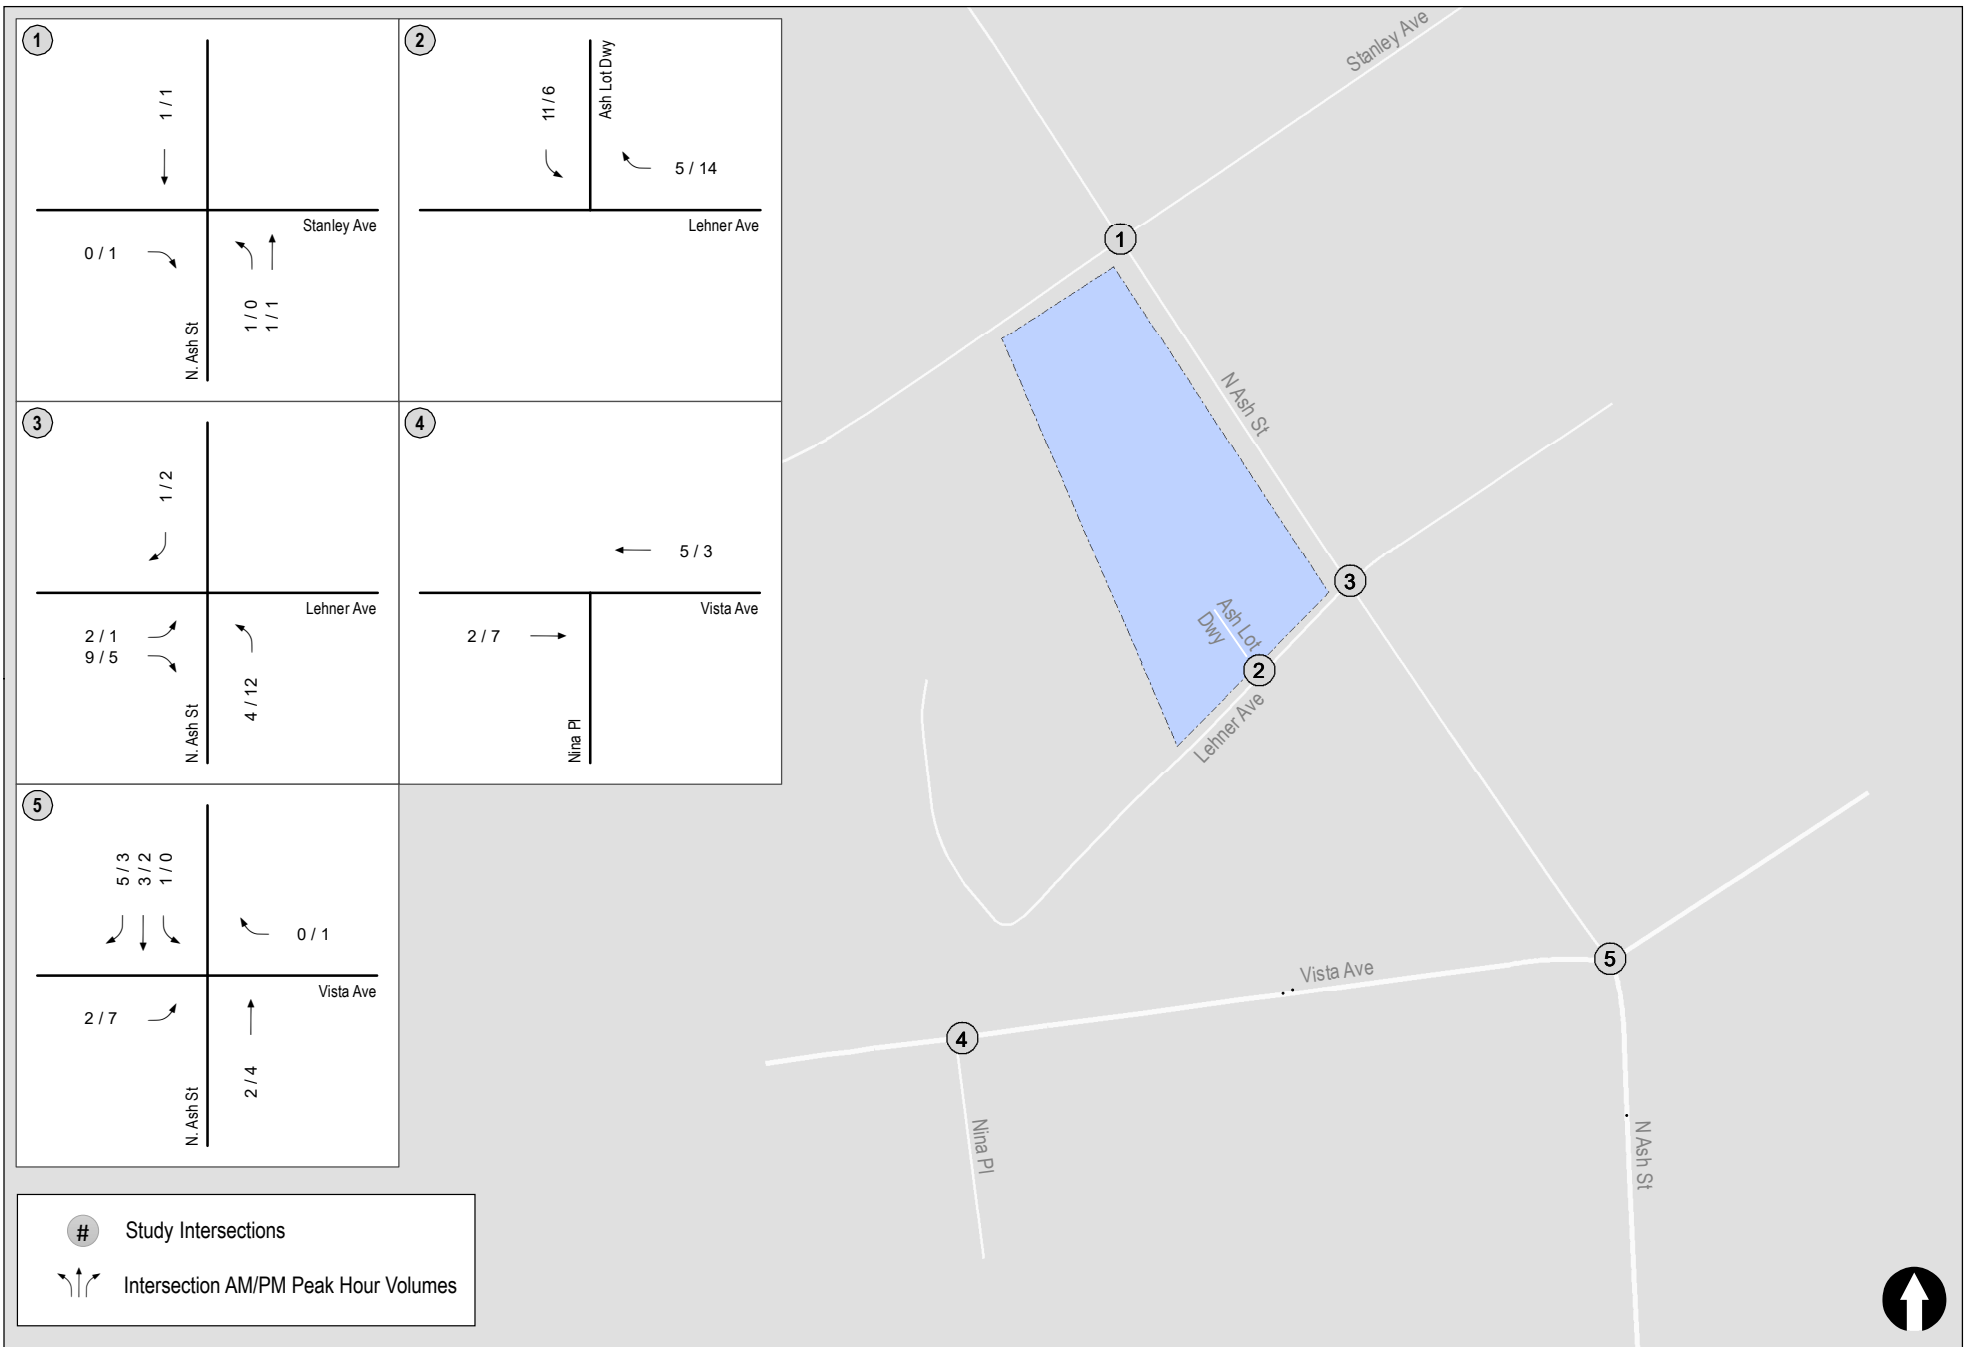 1
1 / 1
Stanley Ave
0 / 1
1 / 0
1 / 1
N. Ash St
2
11 / 6
Ash Lot Dwy
5 / 14
Lehner Ave
3
1 / 2
Lehner Ave
2 / 1
9 / 5
4 / 12
N. Ash St
4
5 / 3
Vista Ave
2 / 7
Nina Pl
5
5 / 3
3 / 2
1 / 0
0 / 1
Vista Ave
2 / 7
2 / 4
N. Ash St
# Study Intersections
Intersection AM/PM Peak Hour Volumes
Stanley Ave
1
N Ash St
3
Ash Lot
Dwy
2
Lehner Ave
5
Vista Ave
4
Nina Pl
N Ash St